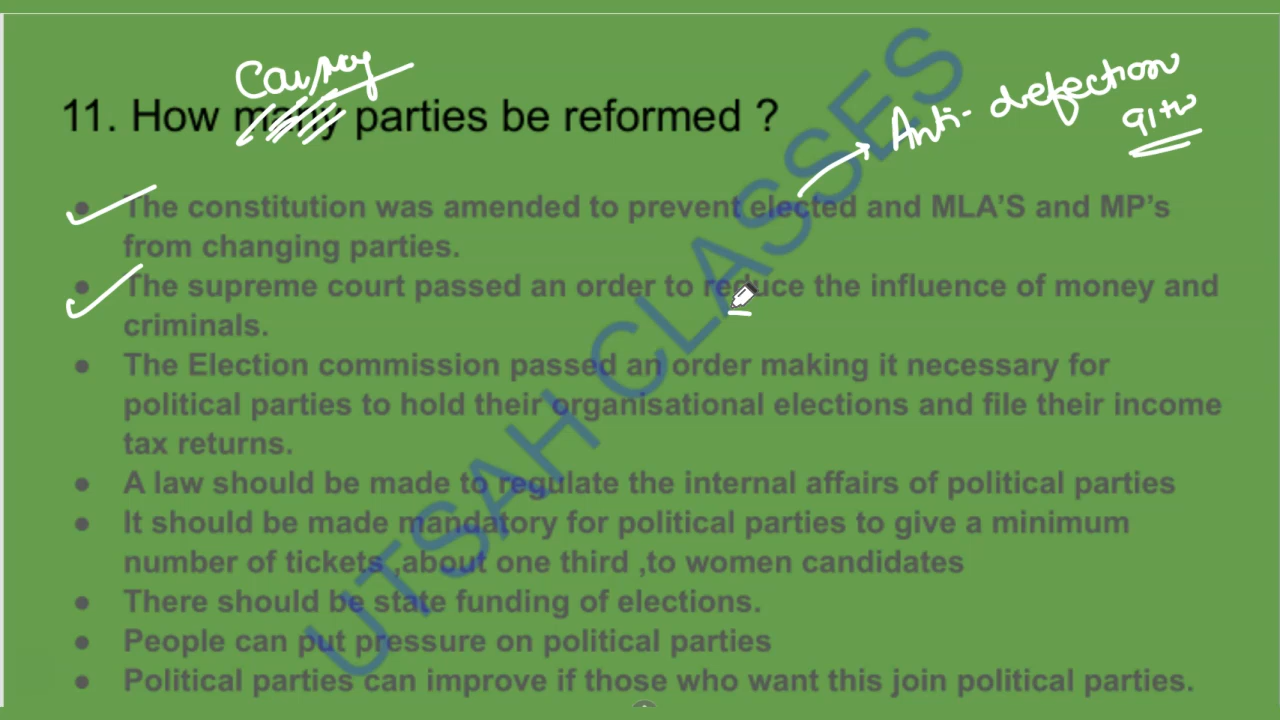 11. How many parties be reformed ?
Anti-defection
● The constitution was amended to prevent elected and MLA'S and MP's
from changing parties.
● The supreme court passed an order to reduce the influence of money and
criminals.
● The Election commission passed an order making it necessary for
political parties to hold their organisational elections and file their income
tax returns.
● A law should be made to regulate the internal affairs of political parties
● It should be made mandatory for political parties to give a minimum
number of tickets ,about one third ,to women candidates
● There should be state funding of elections.
● People can put pressure on political parties
● Political parties can improve if those who want this join political parties.
UTSAH CLASSES